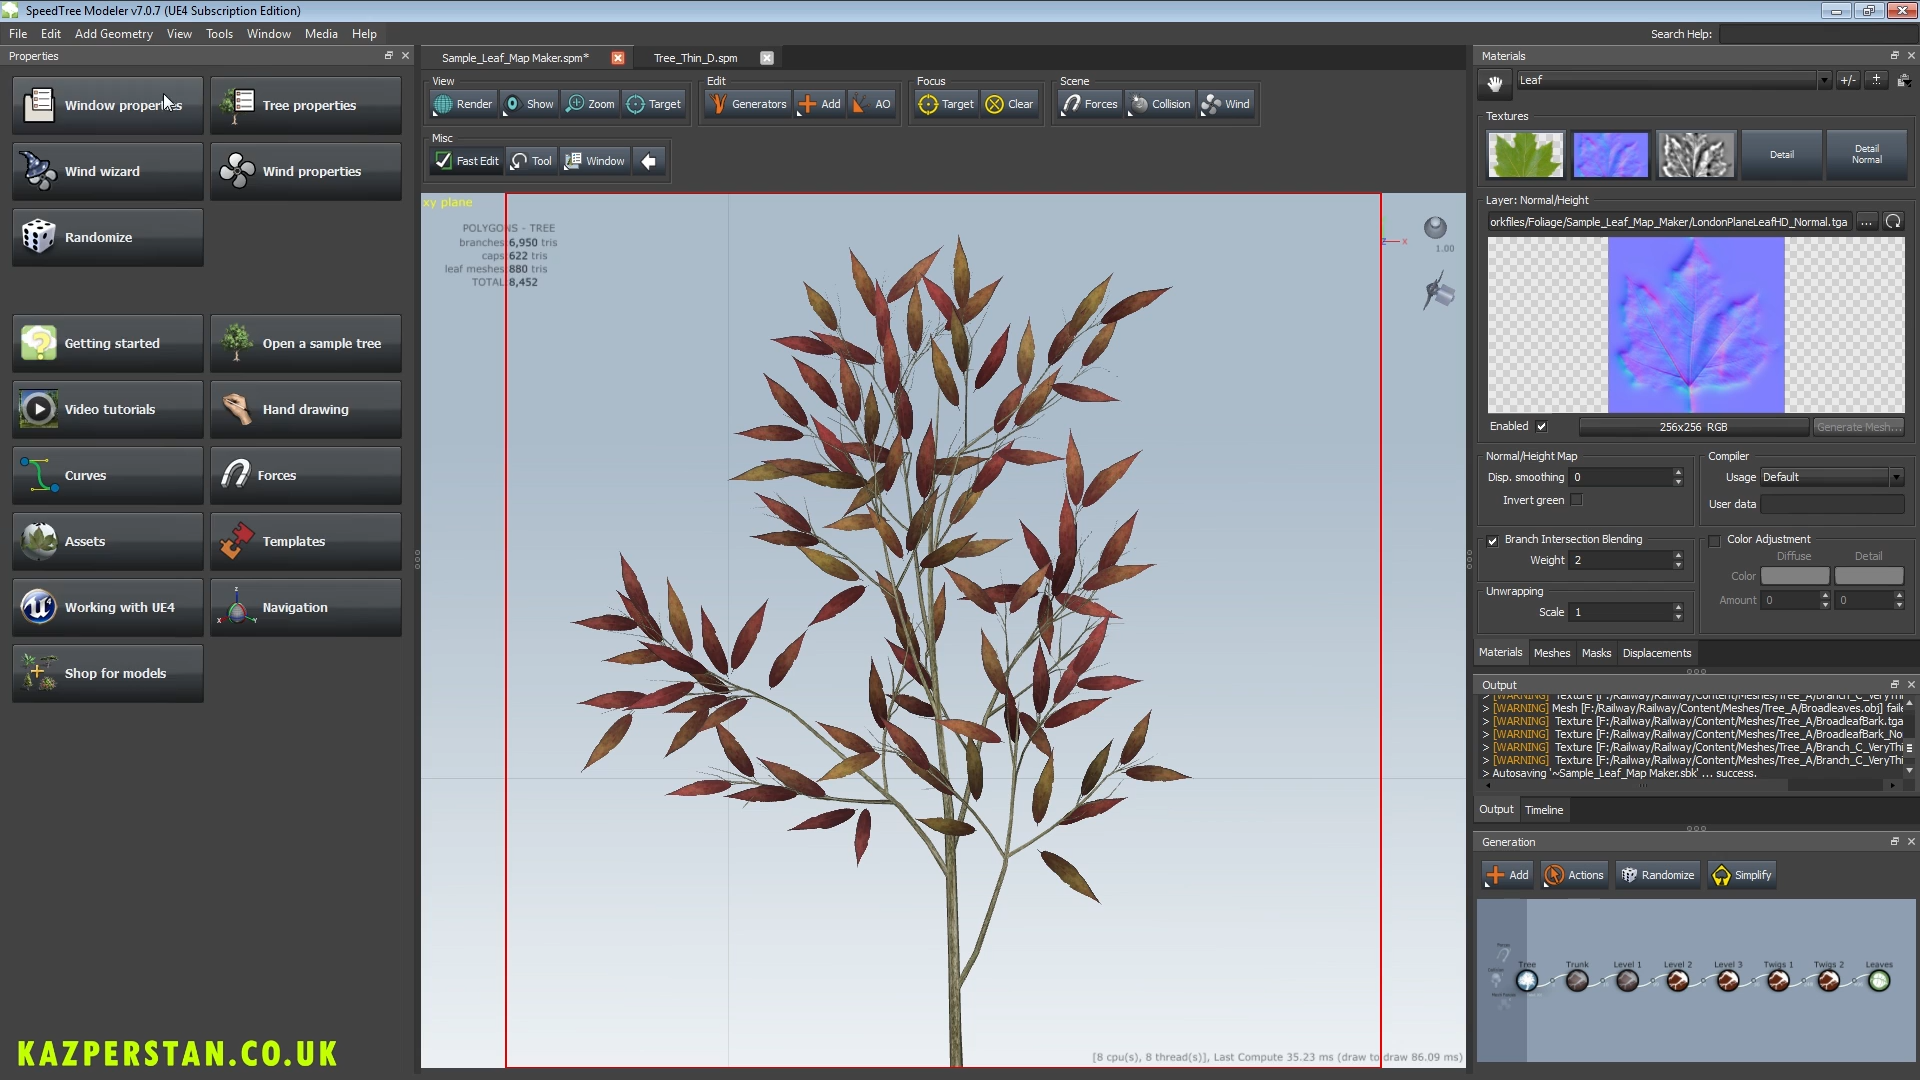 SpeedTree Modeler v7.0.7 (UE4 Subscription Edition)
File Edit Add Geometry View Tools Window Media Help
Search Help:
Properties
Window properties
Tree properties
Wind wizard
Wind properties
Randomize
Getting started
Open a sample tree
Video tutorials
Hand drawing
Curves
Forces
Assets
Templates
Working with UE4
Navigation
Shop for models
KAZPERSTAN.CO.UK
Sample_Leaf_Map Maker.spm*
Tree_Thin_D.spm
View
Render Show Zoom Target
Edit
Generators Add AO
Focus
Target Clear
Scene
Forces Collision Wind
Misc
Fast Edit Tool Window
xy plane
POLYGONS - TREE
branches 6,950 tris
caps 622 tris
leaf meshes 880 tris
TOTAL 8,452
z x
1.00
[8 cpu(s), 8 thread(s)], Last Compute 35.23 ms (draw to draw 86.09 ms)
Materials
Leaf
+/-
Textures
Detail
Detail
Normal
Layer: Normal/Height
orkfiles/Foliage/Sample_Leaf_Map_Maker/LondonPlaneLeafHD_Normal.tga
...
Enabled
256x256 RGB
Generate Mesh...
Normal/Height Map
Disp. smoothing 0
Invert green
Compiler
Usage Default
User data
Branch Intersection Blending
Weight 2
Color Adjustment
Diffuse Detail
Color
Amount 0 0
Unwrapping
Scale 1
Materials Meshes Masks Displacements
Output
> [WARNING] Texture [F:/Railway/Railway/Content/Meshes/Tree_A/Branch_C_VeryThi
> [WARNING] Mesh [F:/Railway/Railway/Content/Meshes/Tree_A/Broadleaves.obj] faile
> [WARNING] Texture [F:/Railway/Railway/Content/Meshes/Tree_A/BroadleafBark.tga
> [WARNING] Texture [F:/Railway/Railway/Content/Meshes/Tree_A/BroadleafBark_No
> [WARNING] Texture [F:/Railway/Railway/Content/Meshes/Tree_A/Branch_C_VeryThi
> [WARNING] Texture [F:/Railway/Railway/Content/Meshes/Tree_A/Branch_C_VeryThi
> Autosaving '~Sample_Leaf_Map Maker.sbk' ... success.
Output Timeline
Generation
Add Actions Randomize Simplify
Tree Trunk Level 1 Level 2 Level 3 Twigs 1 Twigs 2 Leaves